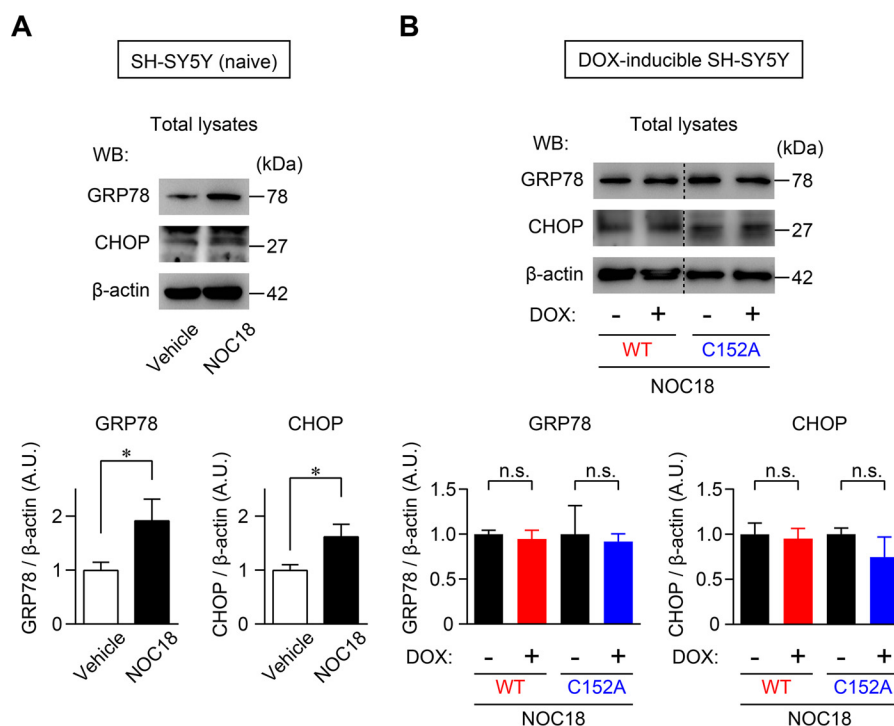 A
SH-SY5Y (naive)
Total lysates
WB:
(kDa)
GRP78
78
CHOP
27
β-actin
42
Vehicle
NOC18
GRP78
GRP78 / β-actin (A.U.)
2
1
0
*
Vehicle
NOC18
CHOP
CHOP / β-actin (A.U.)
2
1
0
*
Vehicle
NOC18
B
DOX-inducible SH-SY5Y
Total lysates
WB:
(kDa)
GRP78
78
CHOP
27
β-actin
42
DOX: - + - +
WT C152A
NOC18
GRP78
GRP78 / β-actin (A.U.)
1.5
1.0
0.5
0
n.s. n.s.
DOX: - + - +
WT C152A
NOC18
CHOP
CHOP / β-actin (A.U.)
1.5
1.0
0.5
0
n.s. n.s.
DOX: - + - +
WT C152A
NOC18